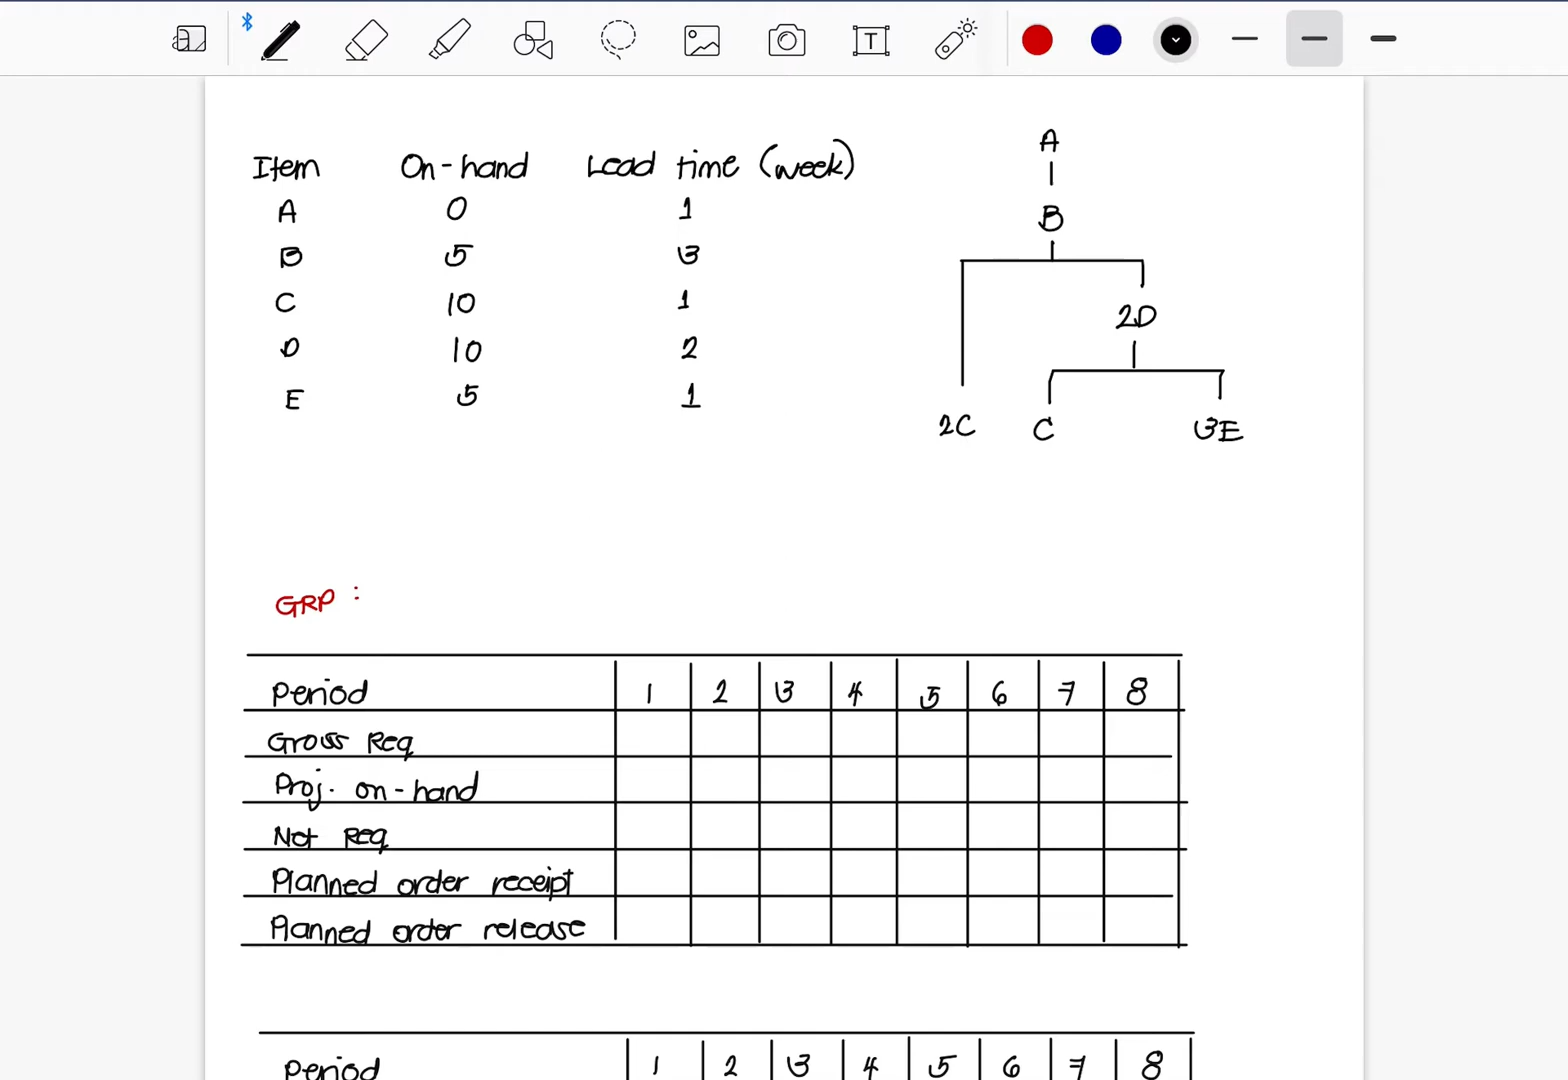 Item On-hand Lead time (week)
A 0 1
B 5 3
C 10 1
D 10 2
E 5 1
A
B
2D
2C C 3E
GRP :
Period 1 2 3 4 5 6 7 8
Gross Req
Proj. on-hand
Net Req
Planned order receipt
Planned order release
Period 1 2 3 4 5 6 7 8